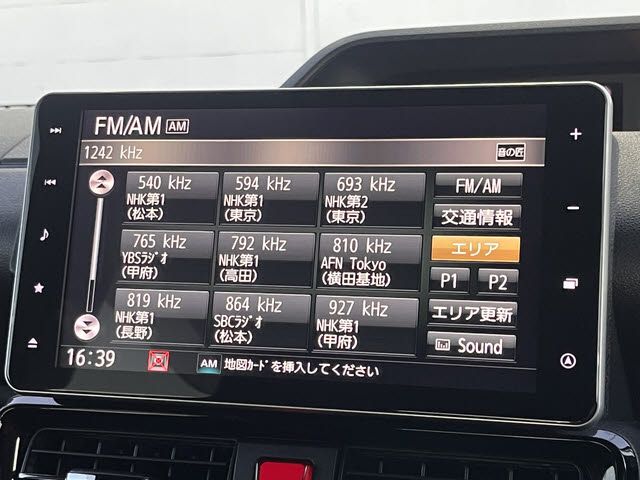 FM/AM AM
1242 kHz 音の匠
540 kHz
NHK第1
(松本)
594 kHz
NHK第1
(東京)
693 kHz
NHK第2
(東京)
FM/AM
交通情報
765 kHz
YBSﾗｼﾞｵ
(甲府)
792 kHz
NHK第1
(高田)
810 kHz
AFN Tokyo
(横田基地)
エリア
P1 P2
819 kHz
NHK第1
(長野)
864 kHz
SBCﾗｼﾞｵ
(松本)
927 kHz
NHK第1
(甲府)
エリア更新
Sound
16:39 AM 地図ｶｰﾄﾞを挿入してください